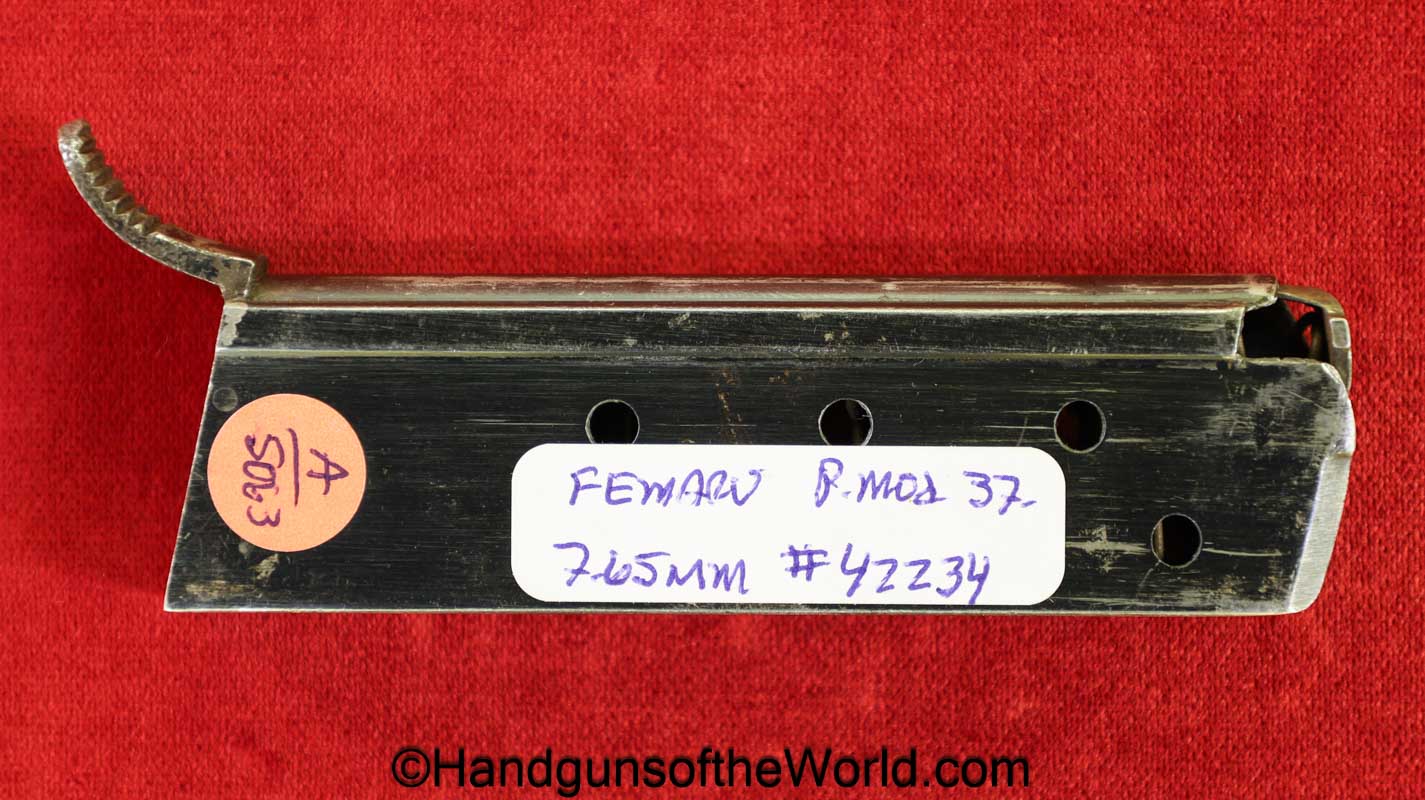 A
5063
FEMARU P. MOD 37.
7.65MM #42234
©HandgunsoftheWorld.com